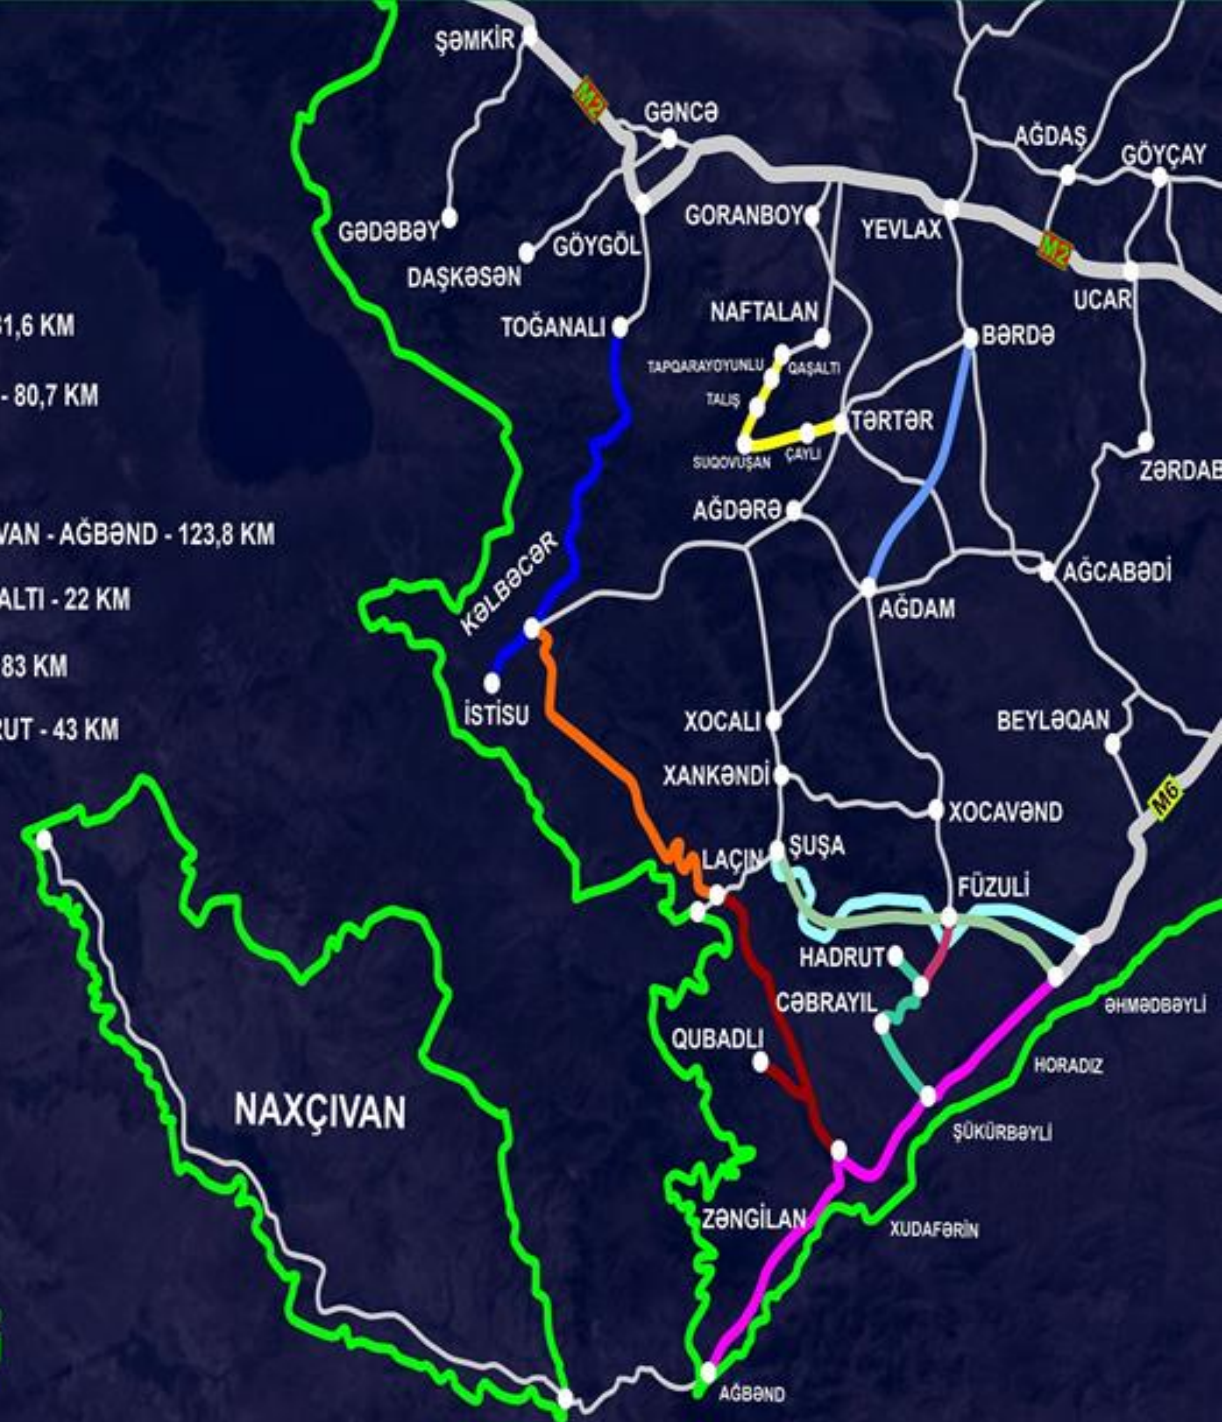 ŞƏMKİR
M2
GƏNCƏ
AĞDAŞ
GÖYÇAY
GƏDƏBƏY
GÖYGÖL
GORANBOY
YEVLAX
M2
DAŞKƏSƏN
UCAR
TOĞANALI
NAFTALAN
BƏRDƏ
31,6 KM
TAPQARAYOYUNLU
QAŞALTI
- 80,7 KM
TALIŞ
TƏRTƏR
SUQOVUŞAN
ÇAYLI
ZƏRDAB
AĞDƏRƏ
VAN - AĞBƏND - 123,8 KM
KƏLBƏCƏR
AĞCABƏDİ
ALTI - 22 KM
AĞDAM
83 KM
İSTİSU
XOCALI
BEYLƏQAN
RUT - 43 KM
XANKƏNDİ
M6
XOCAVƏND
LAÇIN
ŞUŞA
FÜZULİ
HADRUT
CƏBRAYIL
ƏHMƏDBƏYLİ
QUBADLI
HORADIZ
NAXÇIVAN
ŞÜKÜRBƏYLİ
ZƏNGİLAN
XUDAFƏRİN
AĞBƏND